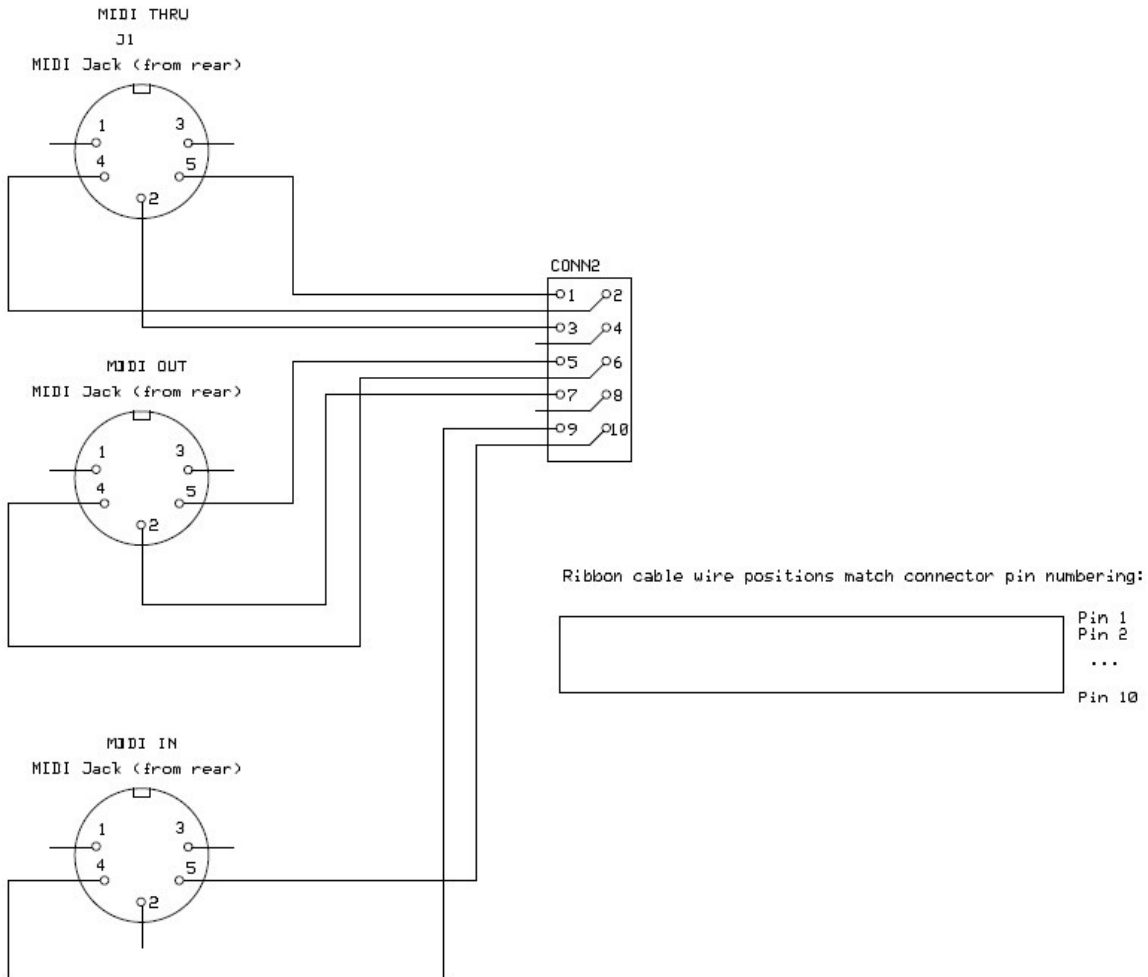 MIDI THRU
J1
MIDI Jack (from rear)
1 3
4 5
2
CONN2
1 2
3 4
5 6
7 8
9 10
MIDI OUT
MIDI Jack (from rear)
1 3
4 5
2
Ribbon cable wire positions match connector pin numbering:
Pin 1
Pin 2
...
Pin 10
MIDI IN
MIDI Jack (from rear)
1 3
4 5
2